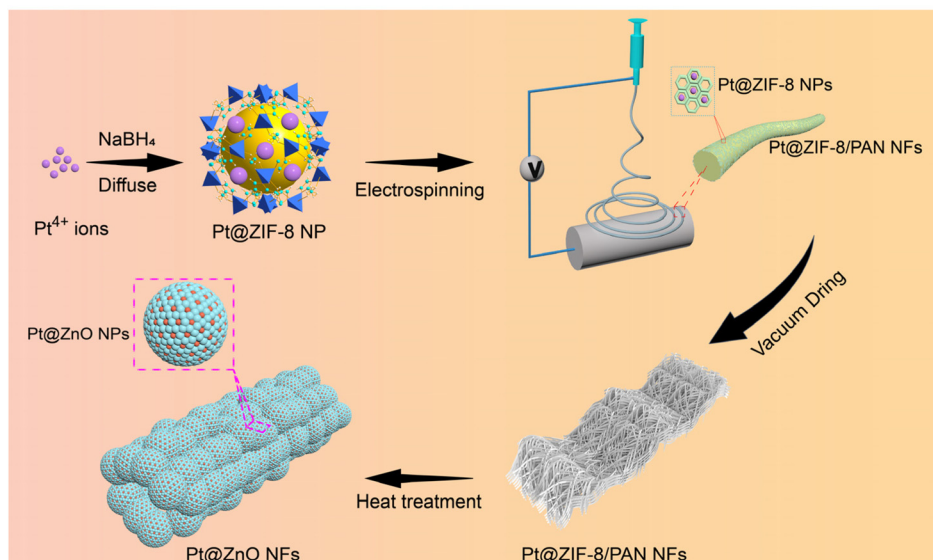 Pt⁴⁺ ions
NaBH₄
Diffuse
Pt@ZIF-8 NP
Electrospinning
V
Pt@ZIF-8 NPs
Pt@ZIF-8/PAN NFs
Vacuum Dring
Pt@ZIF-8/PAN NFs
Heat treatment
Pt@ZnO NPs
Pt@ZnO NFs